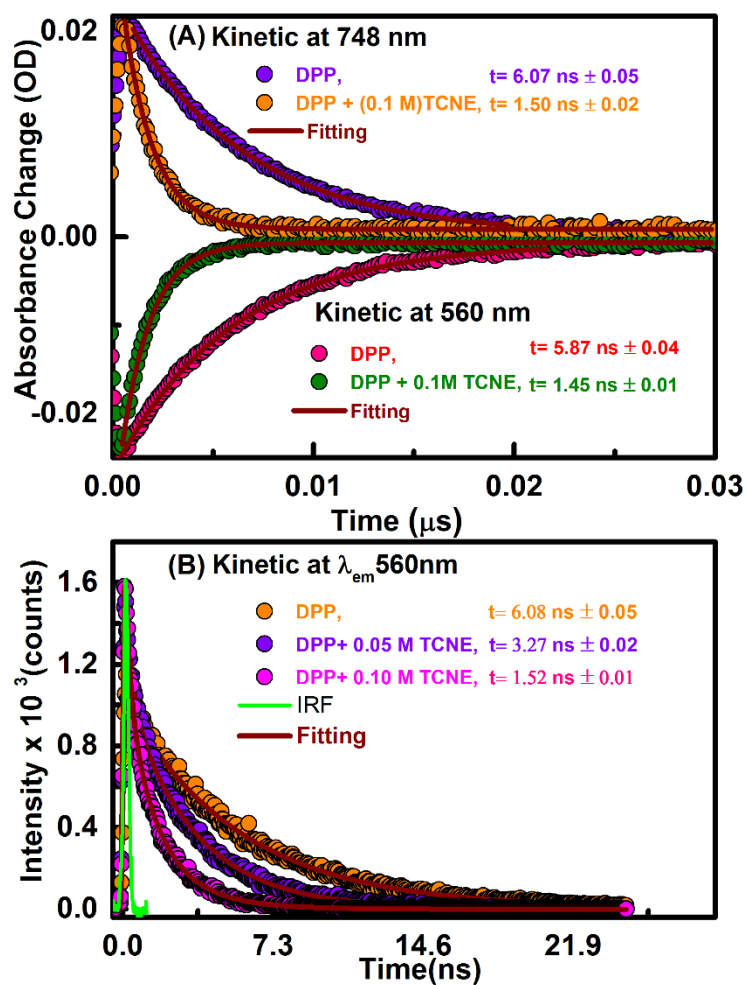 (A) Kinetic at 748 nm
DPP, t= 6.07 ns ± 0.05
DPP + (0.1 M)TCNE, t= 1.50 ns ± 0.02
Fitting
Kinetic at 560 nm
DPP, t= 5.87 ns ± 0.04
DPP + 0.1M TCNE, t= 1.45 ns ± 0.01
Fitting
Absorbance Change (OD)
0.02
0.00
-0.02
0.00 0.01 0.02 0.03
Time (μs)
(B) Kinetic at λem560nm
DPP, t= 6.08 ns ± 0.05
DPP+ 0.05 M TCNE, t= 3.27 ns ± 0.02
DPP+ 0.10 M TCNE, t= 1.52 ns ± 0.01
IRF
Fitting
Intensity x 10³(counts)
1.6
1.2
0.8
0.4
0.0
0.0 7.3 14.6 21.9
Time(ns)